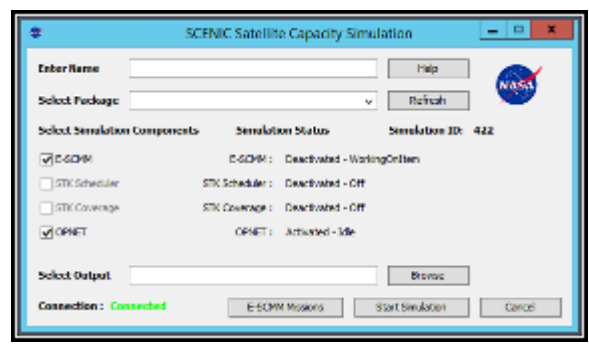 SCENIC Satellite Capacity Simulation
Enter Name Help
NASA
Select Package Refresh
Select Simulation Components Simulation Status Simulation ID: 422
E-SCMM E-SCMM : Deactivated - WorkingOnItem
STK Scheduler STK Scheduler : Deactivated - Off
STK Coverage STK Coverage : Deactivated - Off
OPNET OPNET : Activated - Idle
Select Output Browse
Connection : Connected E-SCMM Missions Start Simulation Cancel